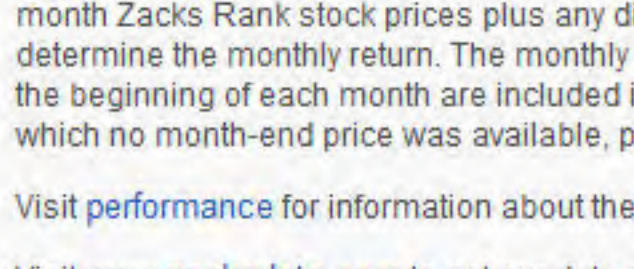 month Zacks Rank stock prices plus any
determine the monthly return. The monthly
the beginning of each month are included
which no month-end price was available,
Visit performance for information about the